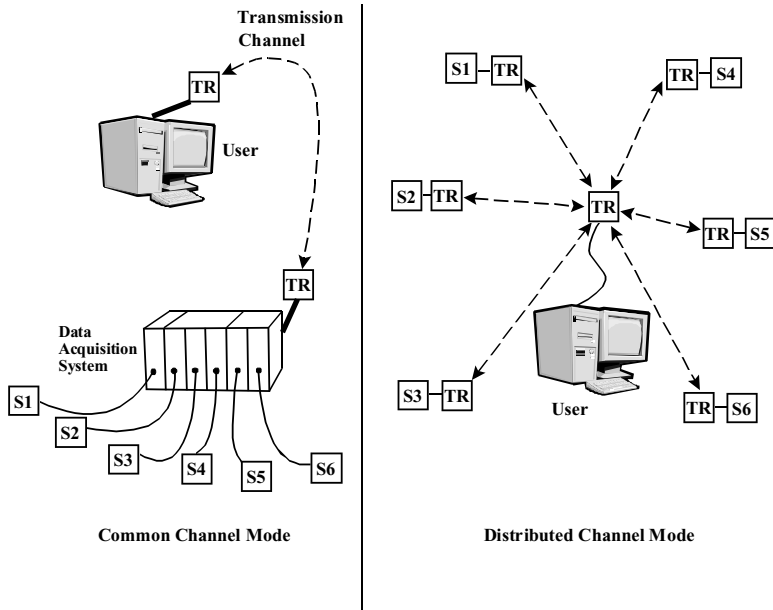 Transmission
Channel
TR
User
TR
Data
Acquisition
System
S1
S2
S3
S4
S5
S6
Common Channel Mode
S1
TR
TR
S4
S2
TR
TR
TR
S5
S3
TR
User
TR
S6
Distributed Channel Mode